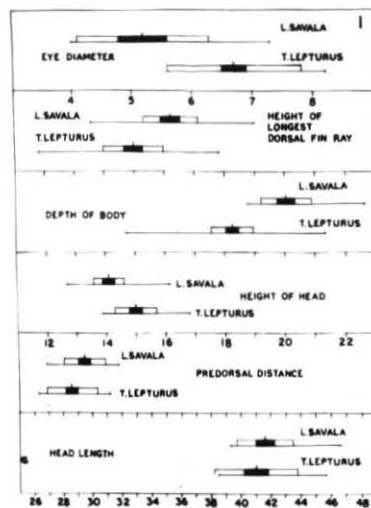 I
L. SAVALA
EYE DIAMETER
T. LEPTURUS
4 5 6 7 8
L. SAVALA
HEIGHT OF
LONGEST
DORSAL FIN RAY
T. LEPTURUS
L. SAVALA
DEPTH OF BODY
T. LEPTURUS
L. SAVALA
HEIGHT OF HEAD
T. LEPTURUS
12 14 16 18 20 22
L. SAVALA
PREDORSAL DISTANCE
T. LEPTURUS
L. SAVALA
HEAD LENGTH
T. LEPTURUS
26 28 30 32 34 36 38 40 42 44 46 48